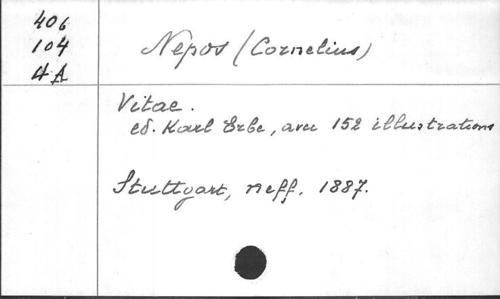 406
104
4A
Nepos (Cornelius)
Vitae.
ed. Karl Erbe, avec 152 illustrations
Stuttgart, Neff. 1887.